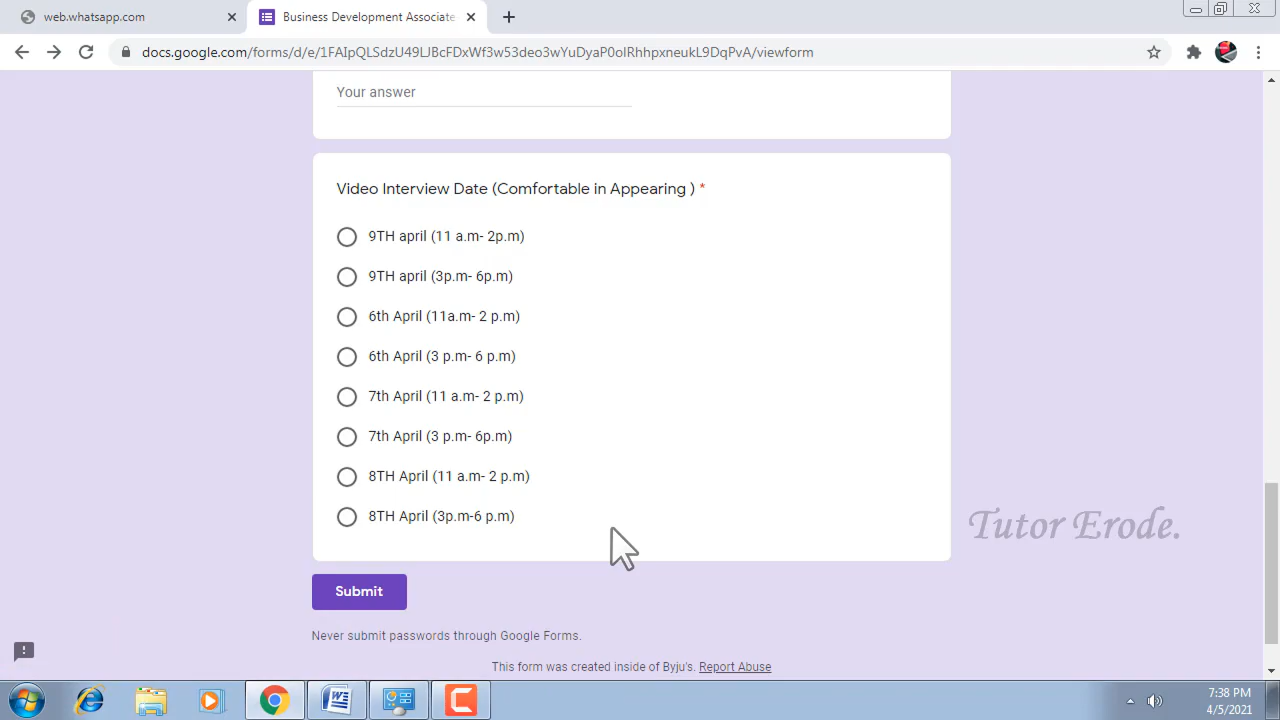 web.whatsapp.com
Business Development Associate
docs.google.com/forms/d/e/1FAIpQLSdzU49LJBcFDxWf3w53deo3wYuDyaP0olRhhpxneukL9DqPvA/viewform
Your answer
Video Interview Date (Comfortable in Appearing ) *
9TH april (11 a.m- 2p.m)
9TH april (3p.m- 6p.m)
6th April (11a.m- 2 p.m)
6th April (3 p.m- 6 p.m)
7th April (11 a.m- 2 p.m)
7th April (3 p.m- 6p.m)
8TH April (11 a.m- 2 p.m)
8TH April (3p.m-6 p.m)
Tutor Erode.
Submit
Never submit passwords through Google Forms.
This form was created inside of Byju's. Report Abuse
7:38 PM
4/5/2021